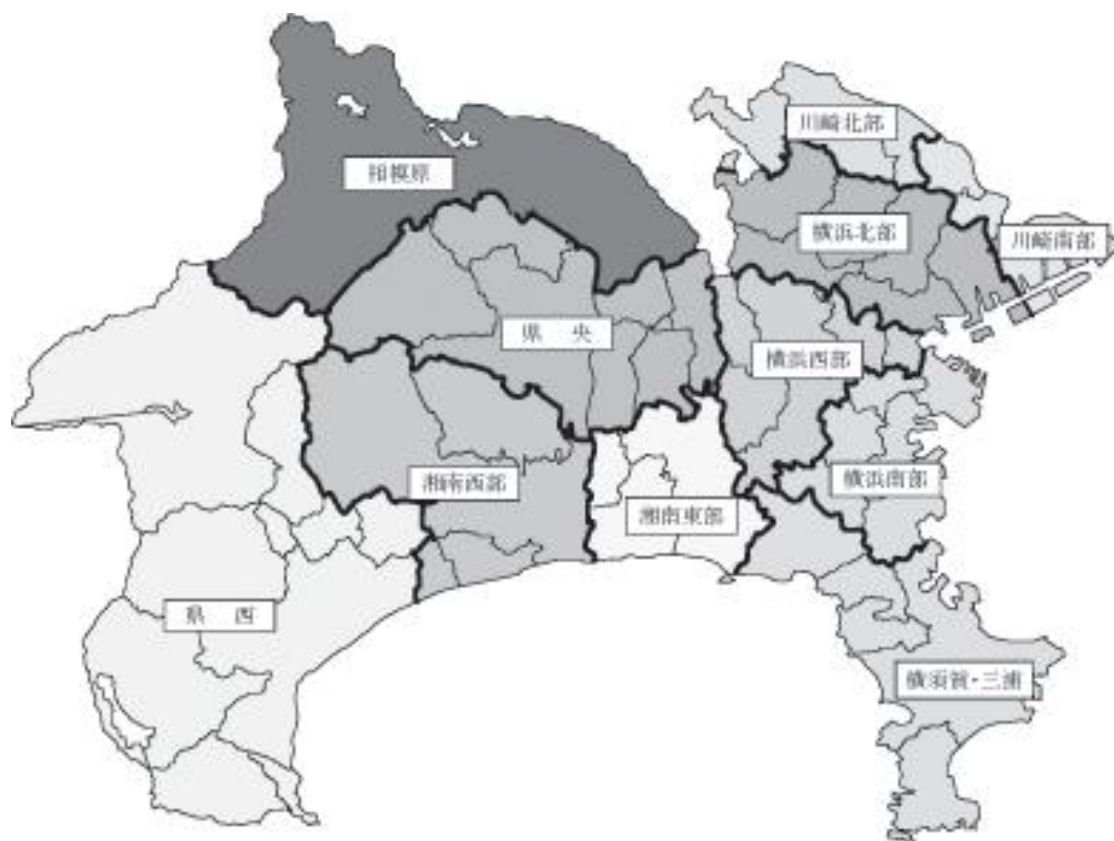 川崎北部
相模原
横浜北部
川崎南部
県央
横浜西部
湘南西部
横浜南部
湘南東部
県西
横須賀・三浦